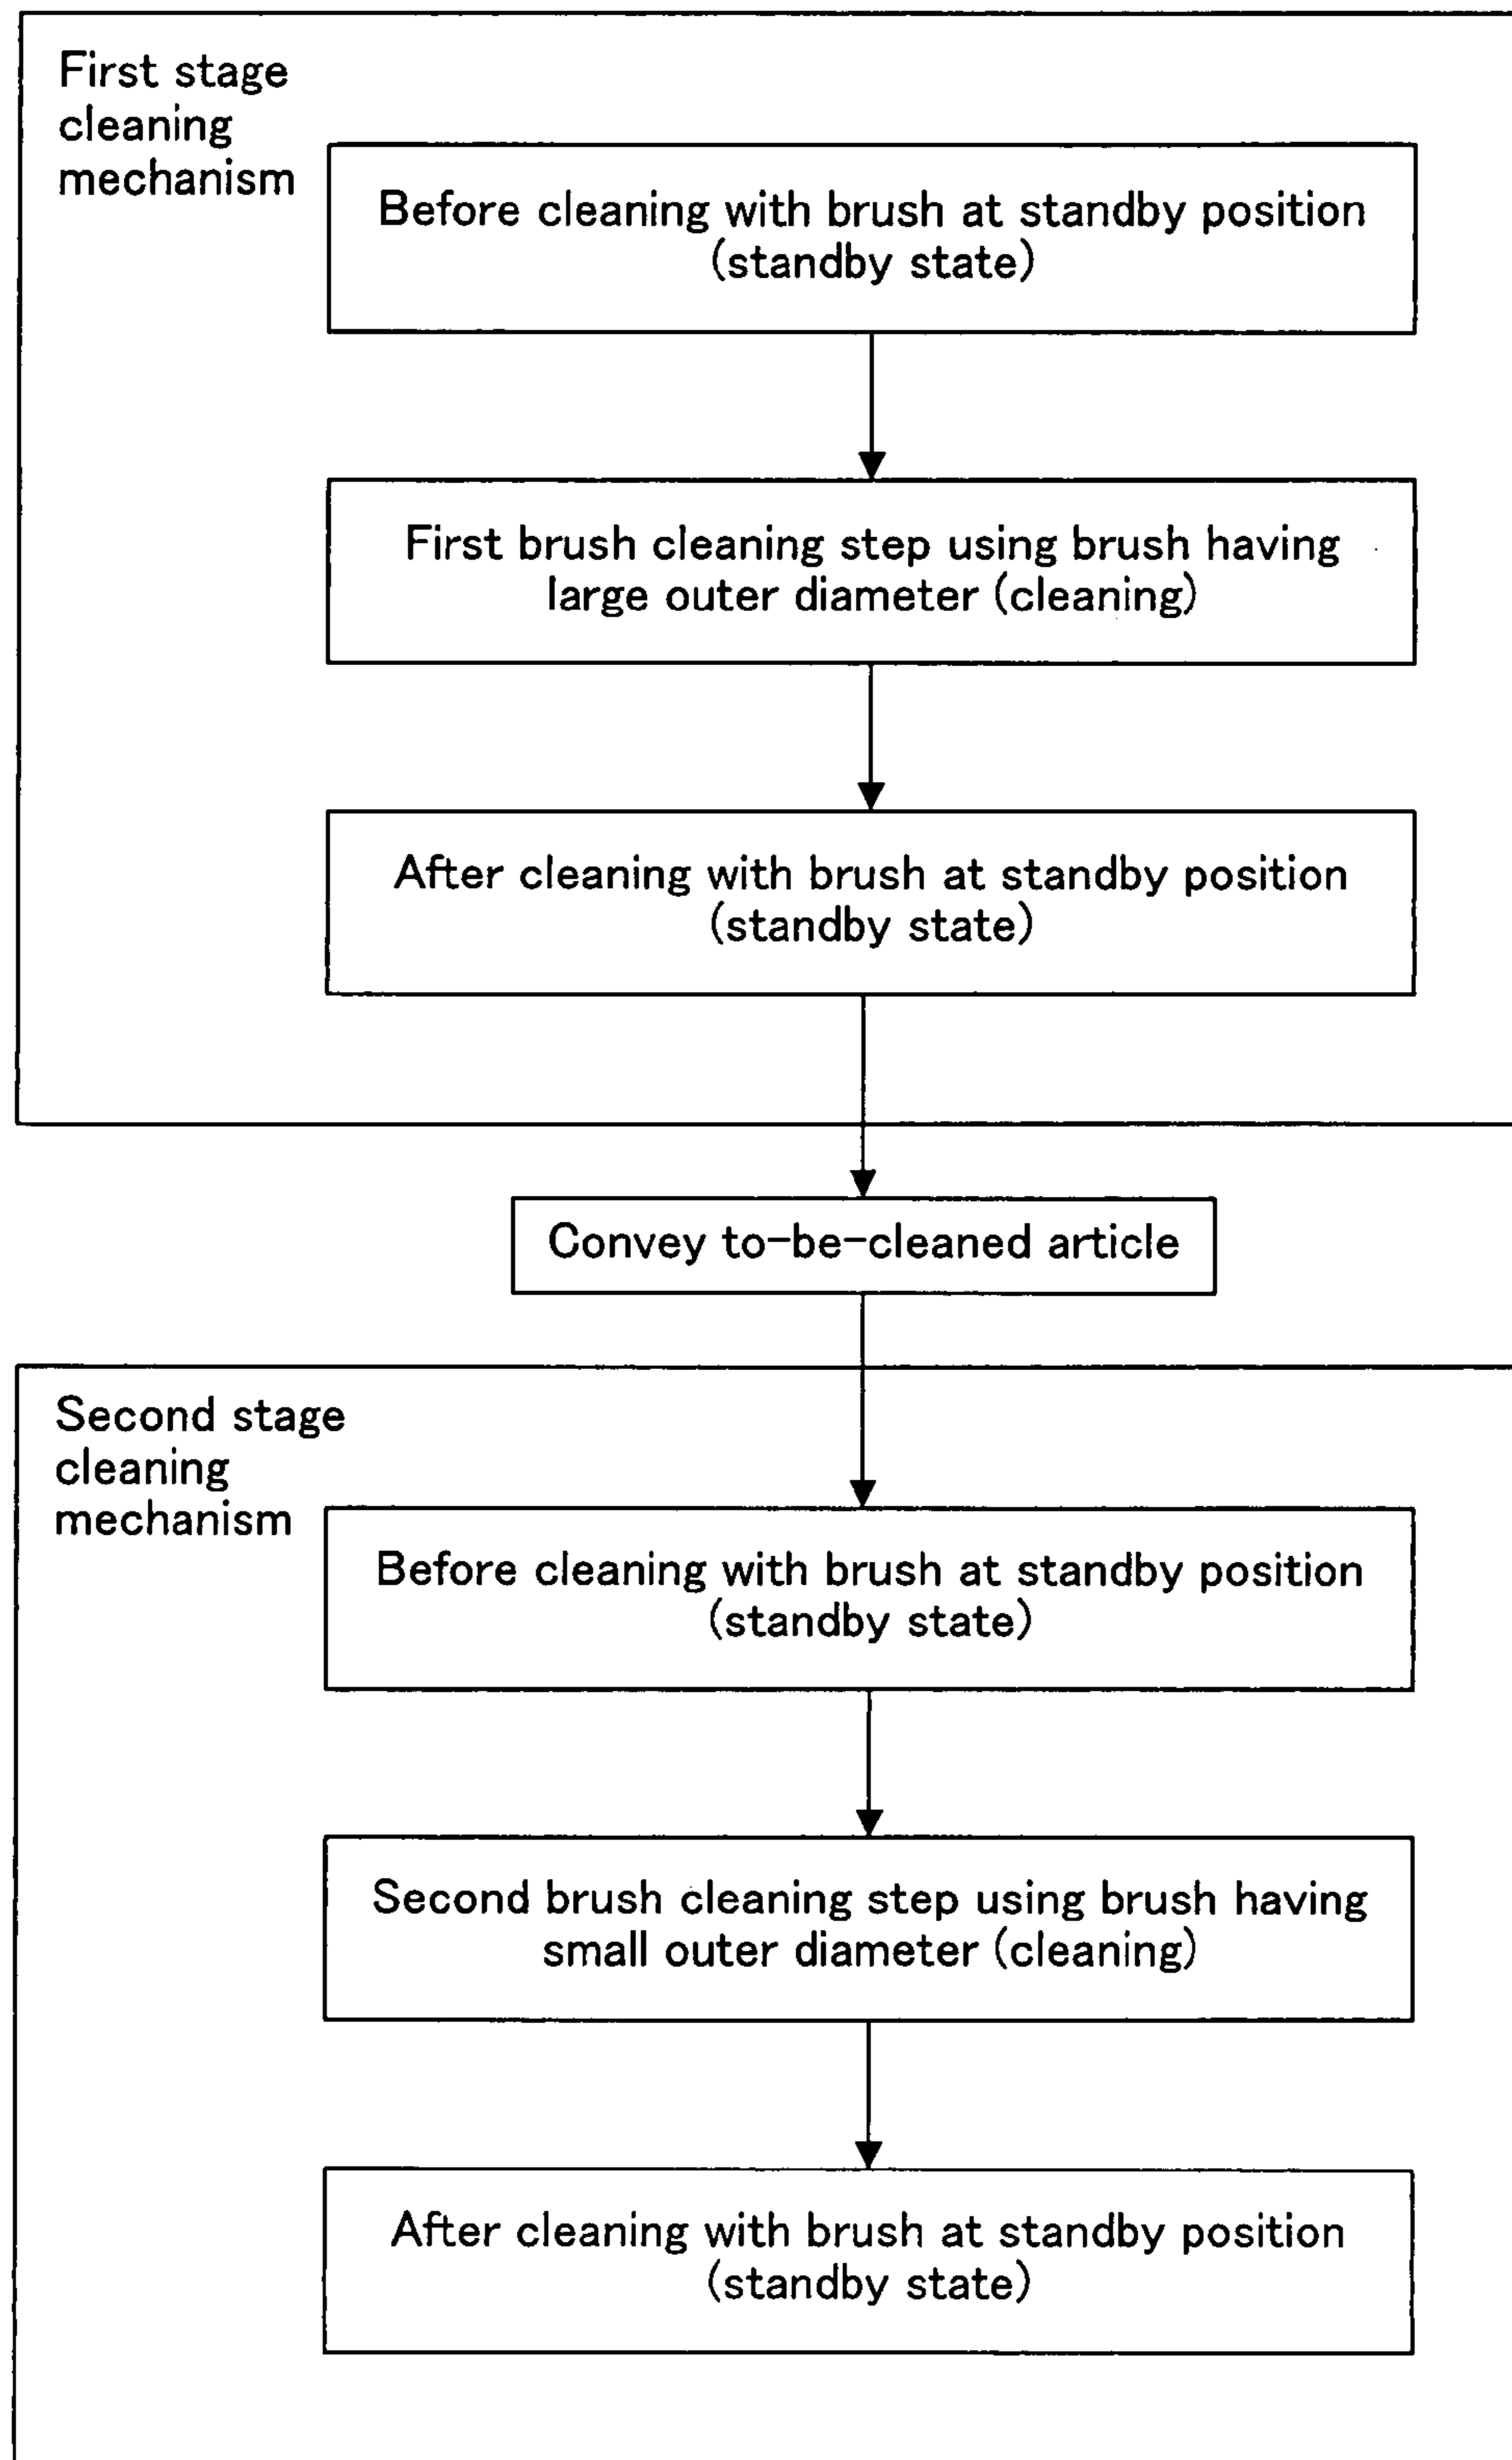 First stage
cleaning
mechanism
Before cleaning with brush at standby position
(standby state)
First brush cleaning step using brush having
large outer diameter (cleaning)
After cleaning with brush at standby position
(standby state)
Convey to-be-cleaned article
Second stage
cleaning
mechanism
Before cleaning with brush at standby position
(standby state)
Second brush cleaning step using brush having
small outer diameter (cleaning)
After cleaning with brush at standby position
(standby state)